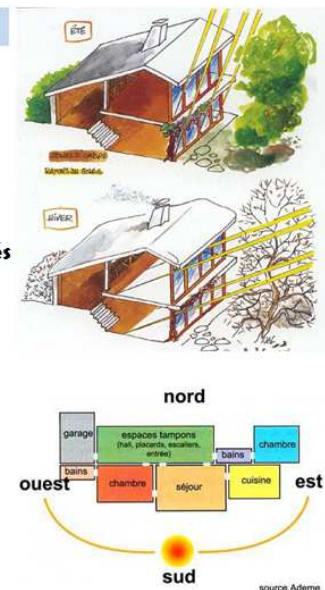 ÉTÉ
HIVER
és
nord
garage
espaces tampons
(hall, placards, escaliers,
entrée)
bains
chambre
bains
ouest
chambre
séjour
cuisine
est
sud
source Ademe